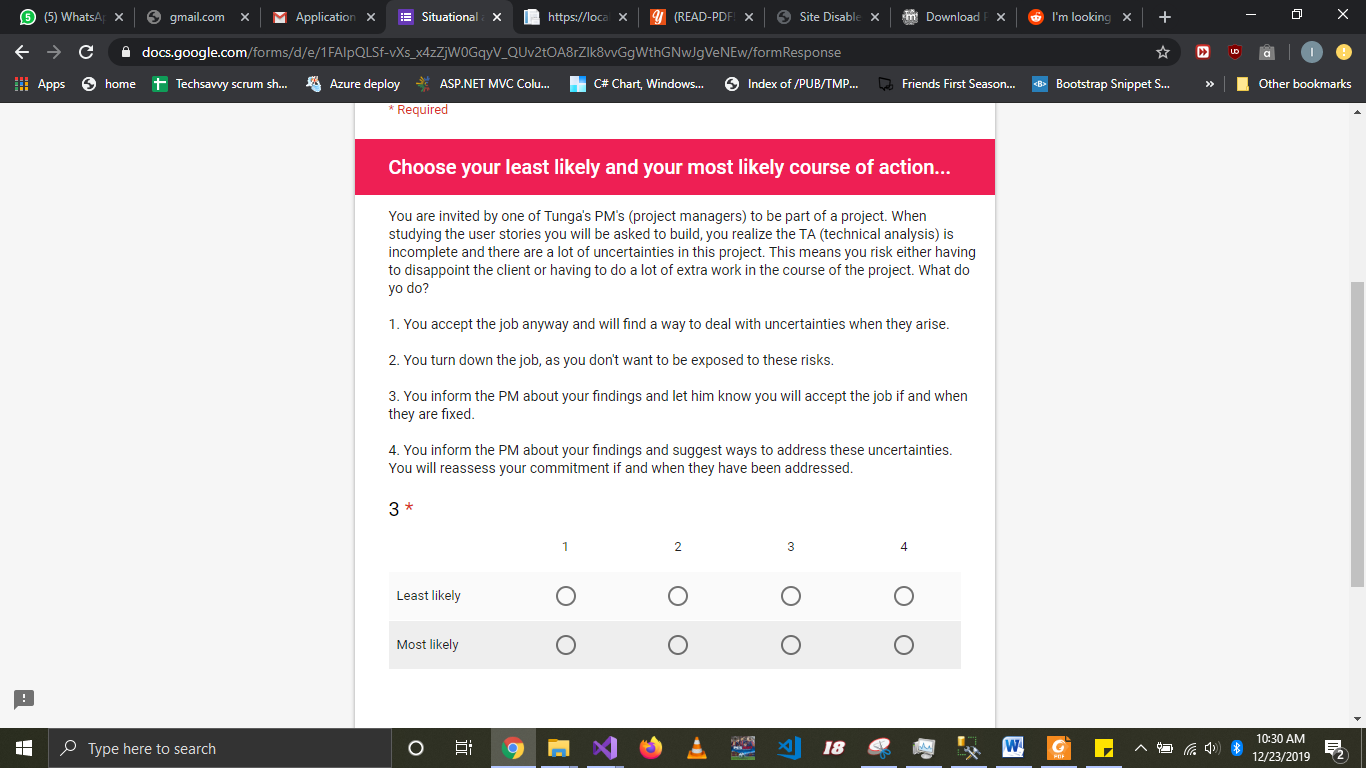 (5) WhatsA
gmail.com
Application
Situational
https://loca
(READ-PDF
Site Disable
Download
I'm looking
docs.google.com/forms/d/e/1FAIpQLSf-vXs_x4zZjW0GqyV_QUv2tOA8rZlk8vvGgWthGNwJgVeNEw/formResponse
Apps
home
Techsavvy scrum sh...
Azure deploy
ASP.NET MVC Colu...
C# Chart, Windows...
Index of /PUB/TMP...
Friends First Season...
Bootstrap Snippet S...
»
Other bookmarks
* Required
Choose your least likely and your most likely course of action...
You are invited by one of Tunga's PM's (project managers) to be part of a project. When
studying the user stories you will be asked to build, you realize the TA (technical analysis) is
incomplete and there are a lot of uncertainties in this project. This means you risk either having
to disappoint the client or having to do a lot of extra work in the course of the project. What do
yo do?
1. You accept the job anyway and will find a way to deal with uncertainties when they arise.
2. You turn down the job, as you don't want to be exposed to these risks.
3. You inform the PM about your findings and let him know you will accept the job if and when
they are fixed.
4. You inform the PM about your findings and suggest ways to address these uncertainties.
You will reassess your commitment if and when they have been addressed.
3 *
1 2 3 4
Least likely
Most likely
Type here to search
18
10:30 AM
12/23/2019
2